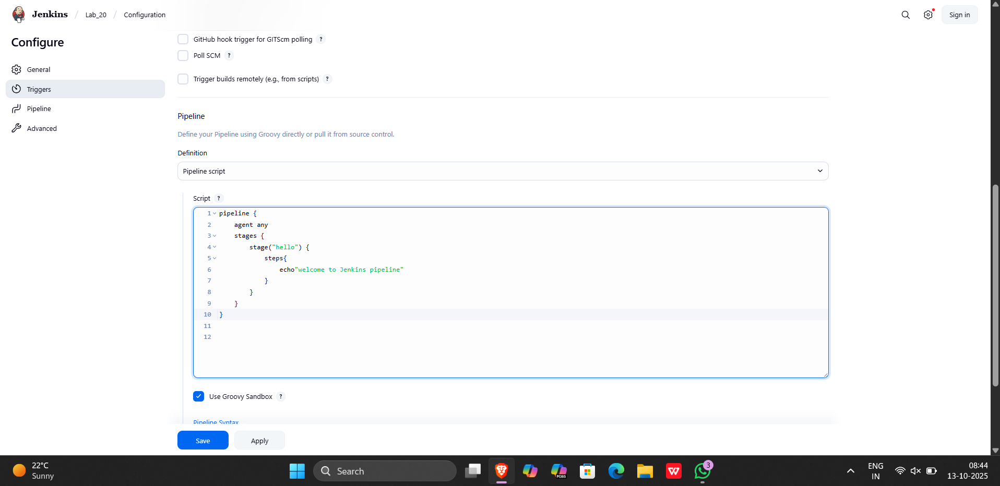 Jenkins / Lab_20 / Configuration
Sign in
Configure
General
Triggers
Pipeline
Advanced
GitHub hook trigger for GITScm polling ?
Poll SCM ?
Trigger builds remotely (e.g., from scripts) ?
Pipeline
Define your Pipeline using Groovy directly or pull it from source control.
Definition
Pipeline script
Script ?
1 pipeline {
2 agent any
3 stages {
4 stage("hello") {
5 steps{
6 echo"welcome to Jenkins pipeline"
7 }
8 }
9 }
10 }
11
12
Use Groovy Sandbox ?
Pipeline Syntax
Save
Apply
22°C
Sunny
Search
M365
W
3
ENG
IN
08:44
13-10-2025